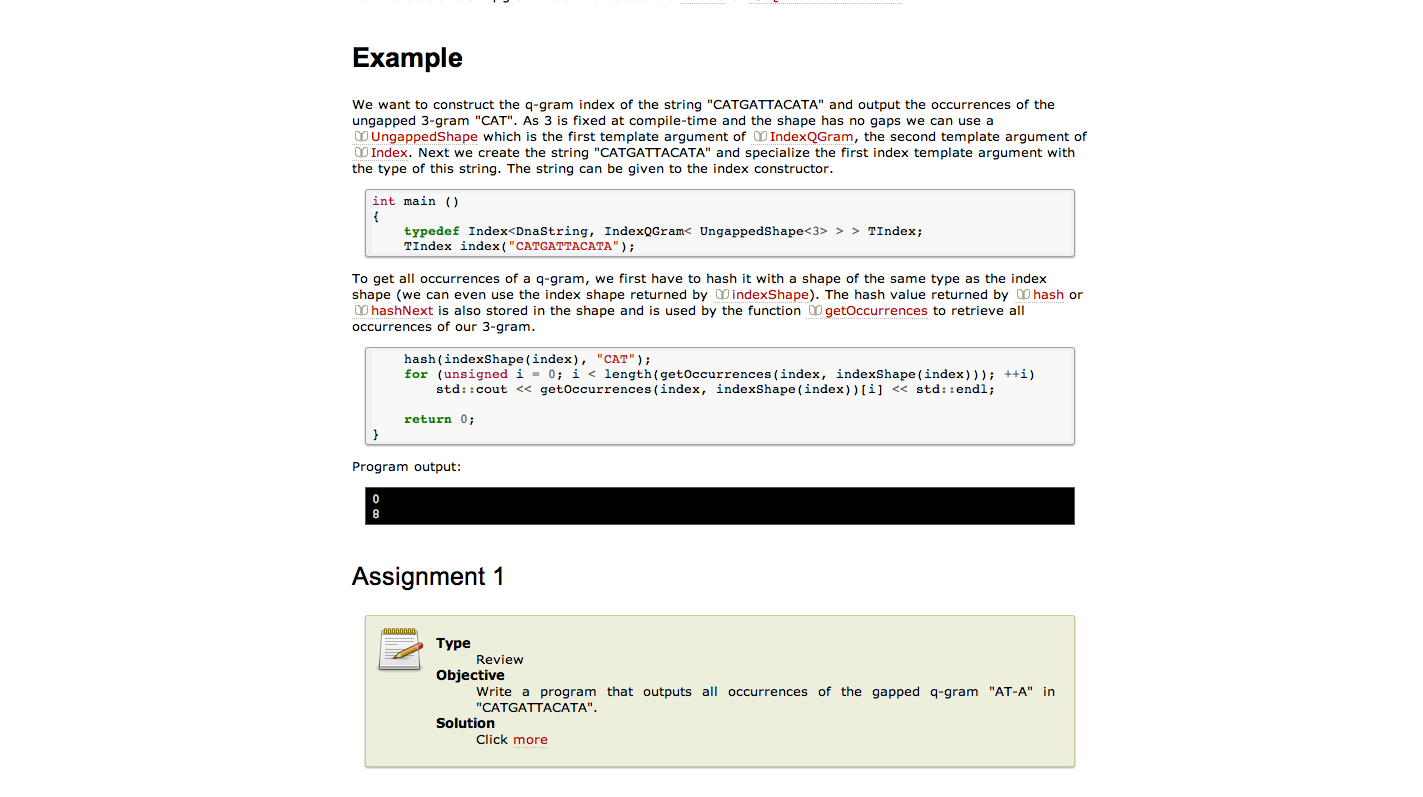 Example
We want to construct the q-gram index of the string "CATGATTACATA" and output the occurrences of the
ungapped 3-gram "CAT". As 3 is fixed at compile-time and the shape has no gaps we can use a
UngappedShape which is the first template argument of IndexQGram, the second template argument of
Index. Next we create the string "CATGATTACATA" and specialize the first index template argument with
the type of this string. The string can be given to the index constructor.
int main ()
{
    typedef Index<DnaString, IndexQGram< UngappedShape<3> > > TIndex;
    TIndex index("CATGATTACATA");
To get all occurrences of a q-gram, we first have to hash it with a shape of the same type as the index
shape (we can even use the index shape returned by indexShape). The hash value returned by hash or
hashNext is also stored in the shape and is used by the function getOccurrences to retrieve all
occurrences of our 3-gram.
    hash(indexShape(index), "CAT");
    for (unsigned i = 0; i < length(getOccurrences(index, indexShape(index))); ++i)
        std::cout << getOccurrences(index, indexShape(index))[i] << std::endl;
    return 0;
}
Program output:
0
8
Assignment 1
Type
Review
Objective
Write a program that outputs all occurrences of the gapped q-gram "AT-A" in
"CATGATTACATA".
Solution
Click more